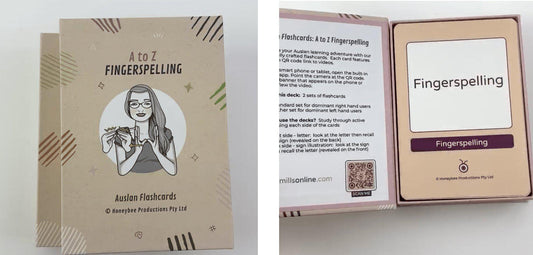 A to Z
FINGERSPELLING
Auslan Flashcards
© Honeybee Productions Pty Ltd
Flashcards: A to Z Fingerspelling
your Auslan learning adventure with our
crafted flashcards. Each card features
QR code link to videos.
smart phone or tablet, open the built-in
app. Point the camera at the QR code
banner that appears on the phone or
view the video.
this deck: 2 sets of flashcards
standard set for dominant right hand users
set for dominant left hand users
use the decks? Study through active
each side of the cards
side - letter: look at the letter then recall
sign (revealed on the back)
side - sign illustration: look at the sign
recall the letter (revealed on the front)
millsonline.com
SCAN ME
Fingerspelling
Fingerspelling
© Honeybee Productions Pty Ltd